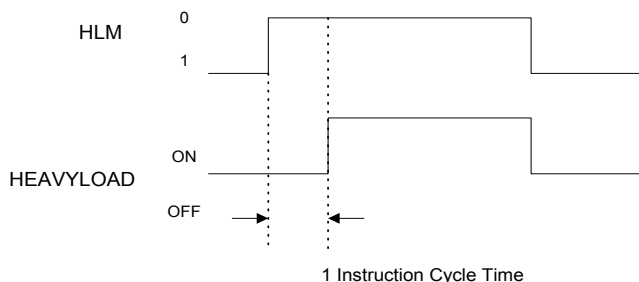 0
HLM
1
ON
HEAVYLOAD
OFF
1 Instruction Cycle Time